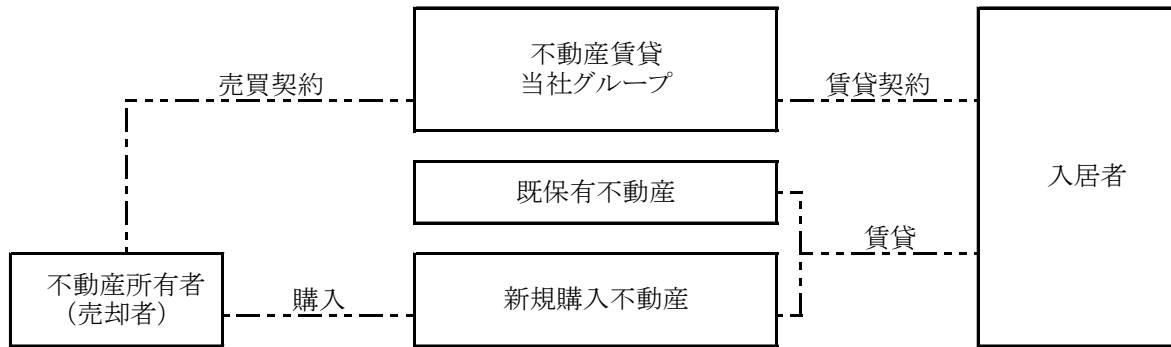 不動産賃貸
当社グループ
売買契約
賃貸契約
入居者
既保有不動産
賃貸
不動産所有者
（売却者）
購入
新規購入不動産